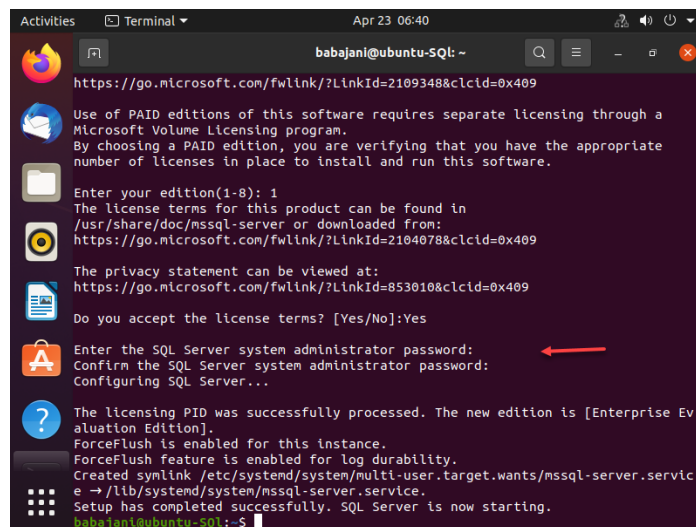 Activities Terminal Apr 23 06:40
babajani@ubuntu-SQl: ~
https://go.microsoft.com/fwlink/?LinkId=2109348&clcid=0x409
Use of PAID editions of this software requires separate licensing through a
Microsoft Volume Licensing program.
By choosing a PAID edition, you are verifying that you have the appropriate
number of licenses in place to install and run this software.
Enter your edition(1-8): 1
The license terms for this product can be found in
/usr/share/doc/mssql-server or downloaded from:
https://go.microsoft.com/fwlink/?LinkId=2104078&clcid=0x409
The privacy statement can be viewed at:
https://go.microsoft.com/fwlink/?LinkId=853010&clcid=0x409
Do you accept the license terms? [Yes/No]:Yes
Enter the SQL Server system administrator password:
Confirm the SQL Server system administrator password:
Configuring SQL Server...
The licensing PID was successfully processed. The new edition is [Enterprise Ev
aluation Edition].
ForceFlush is enabled for this instance.
ForceFlush feature is enabled for log durability.
Created symlink /etc/systemd/system/multi-user.target.wants/mssql-server.servic
e → /lib/systemd/system/mssql-server.service.
Setup has completed successfully. SQL Server is now starting.
babajani@ubuntu-SQl:~$